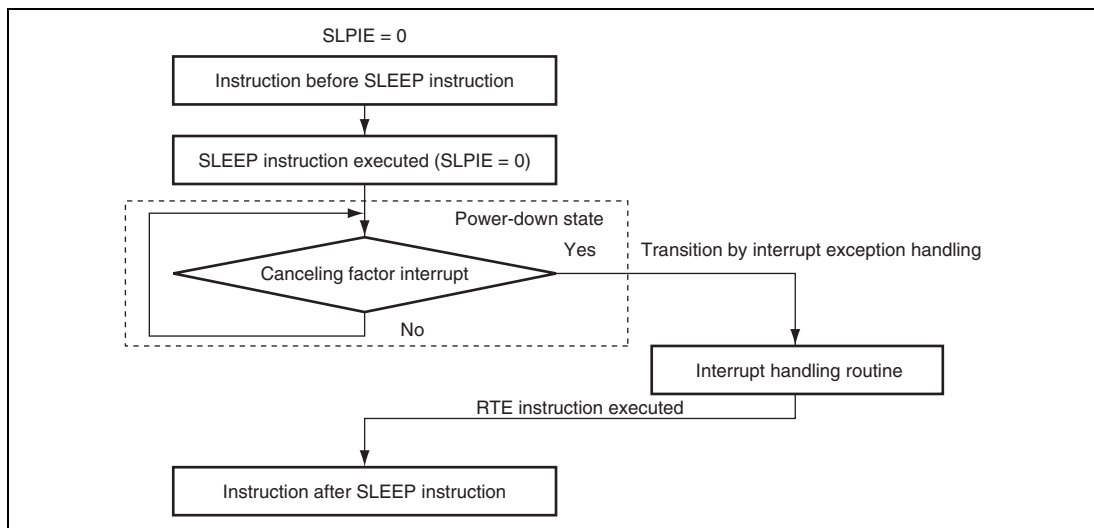 SLPIE = 0
Instruction before SLEEP instruction
SLEEP instruction executed (SLPIE = 0)
Power-down state
Yes
Transition by interrupt exception handling
Canceling factor interrupt
No
Interrupt handling routine
RTE instruction executed
Instruction after SLEEP instruction